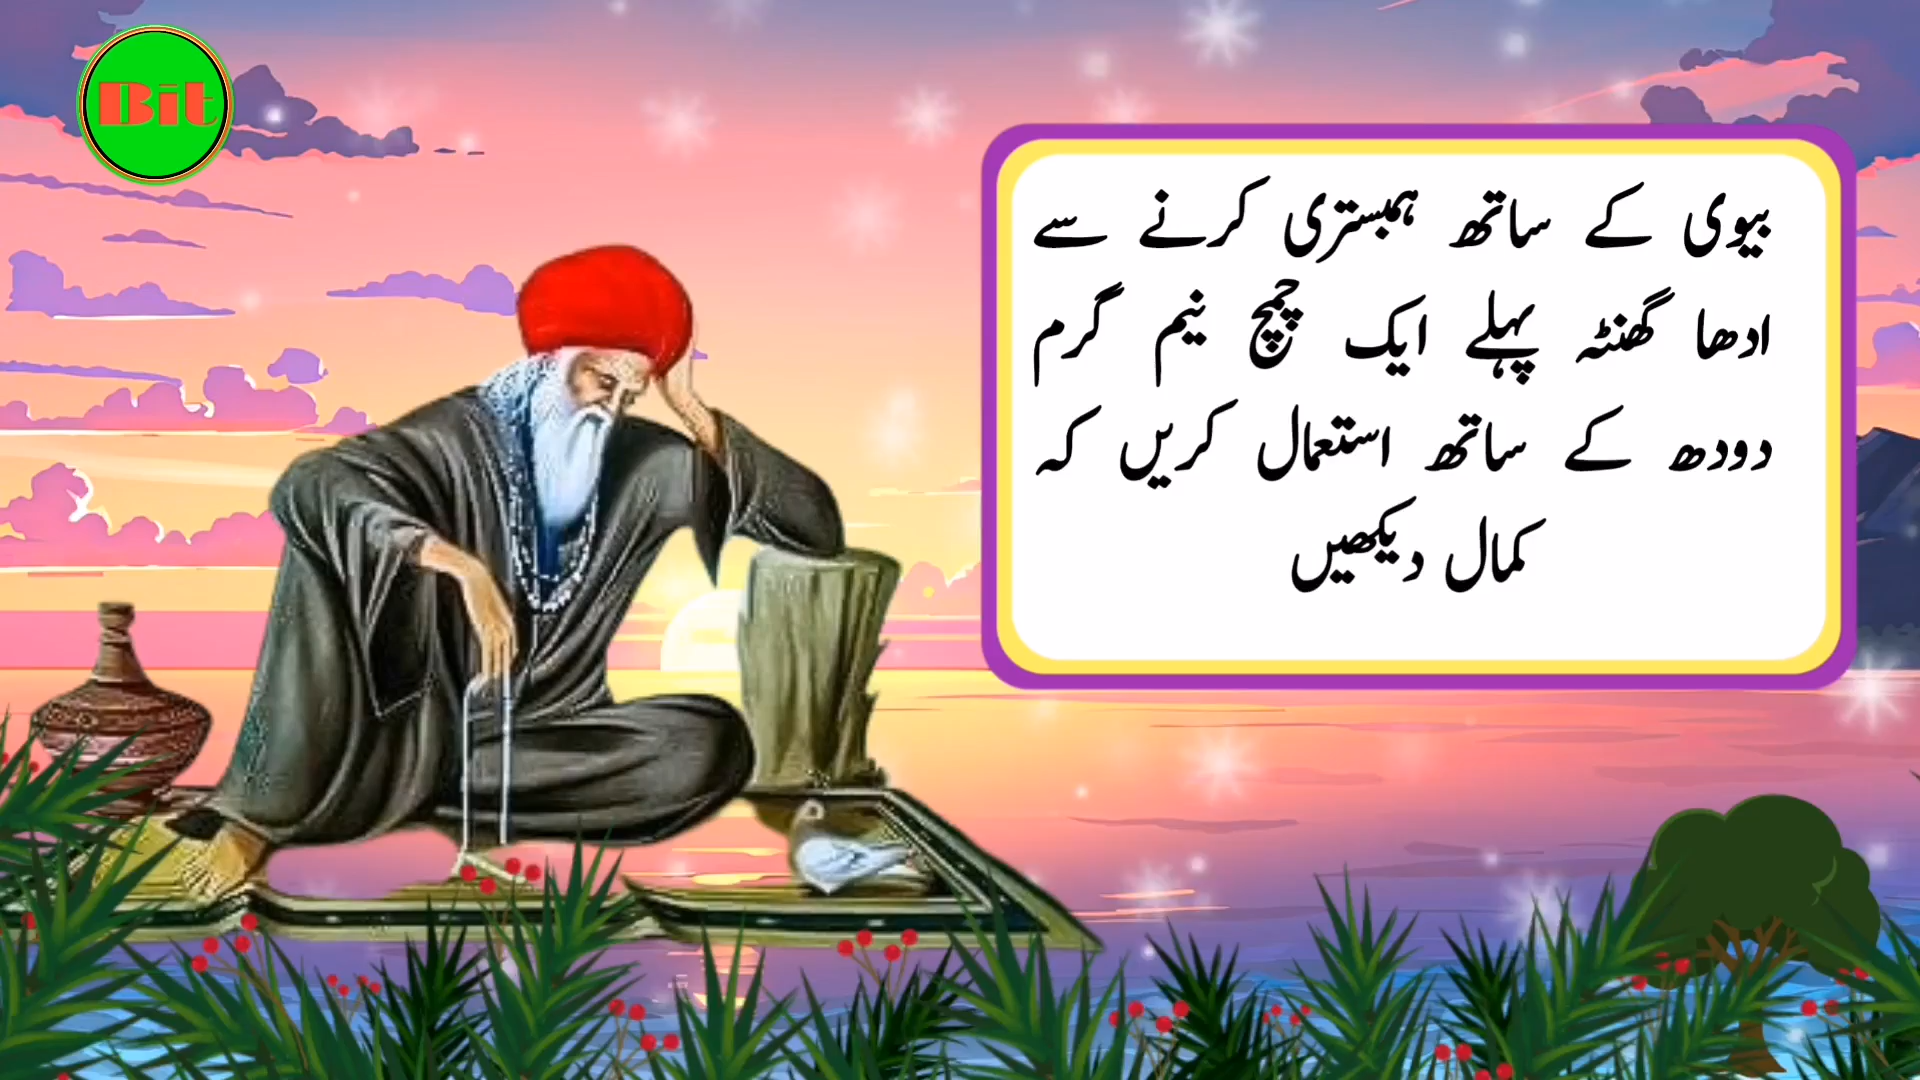 Bit
بیوی کے ساتھ ہمبستری کرنے سے
ادھا گھنٹہ پہلے ایک چمچ نیم گرم
دودھ کے ساتھ استعمال کریں کہ
کمال دیکھیں